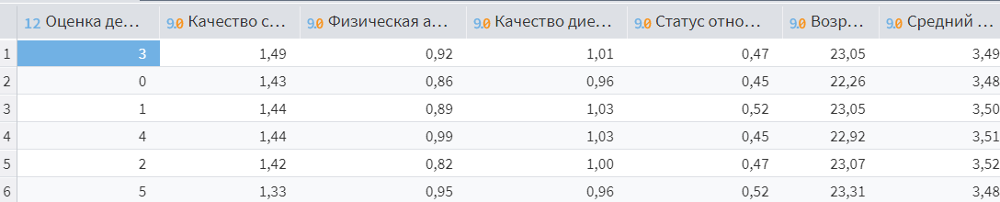 12 Оценка де... 9.0 Качество с... 9.0 Физическая а... 9.0 Качество дие... 9.0 Статус отно... 9.0 Возр... 9.0 Средний ...
1 3 1,49 0,92 1,01 0,47 23,05 3,49
2 0 1,43 0,86 0,96 0,45 22,26 3,48
3 1 1,44 0,89 1,03 0,52 23,05 3,50
4 4 1,44 0,99 1,03 0,45 22,92 3,51
5 2 1,42 0,82 1,00 0,47 23,07 3,52
6 5 1,33 0,95 0,96 0,52 23,31 3,48